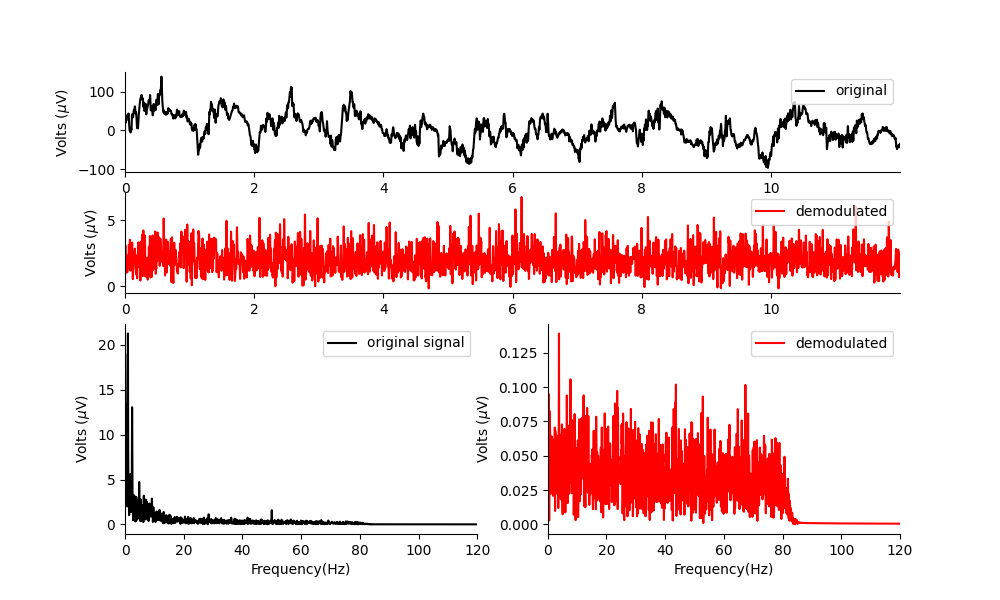 Volts (μV)
100
0
−100
original
0 2 4 6 8 10
Volts (μV)
5
0
demodulated
0 2 4 6 8 10
Volts (μV)
20
15
10
5
0
original signal
0 20 40 60 80 100 120
Frequency(Hz)
Volts (μV)
0.125
0.100
0.075
0.050
0.025
0.000
demodulated
0 20 40 60 80 100 120
Frequency(Hz)